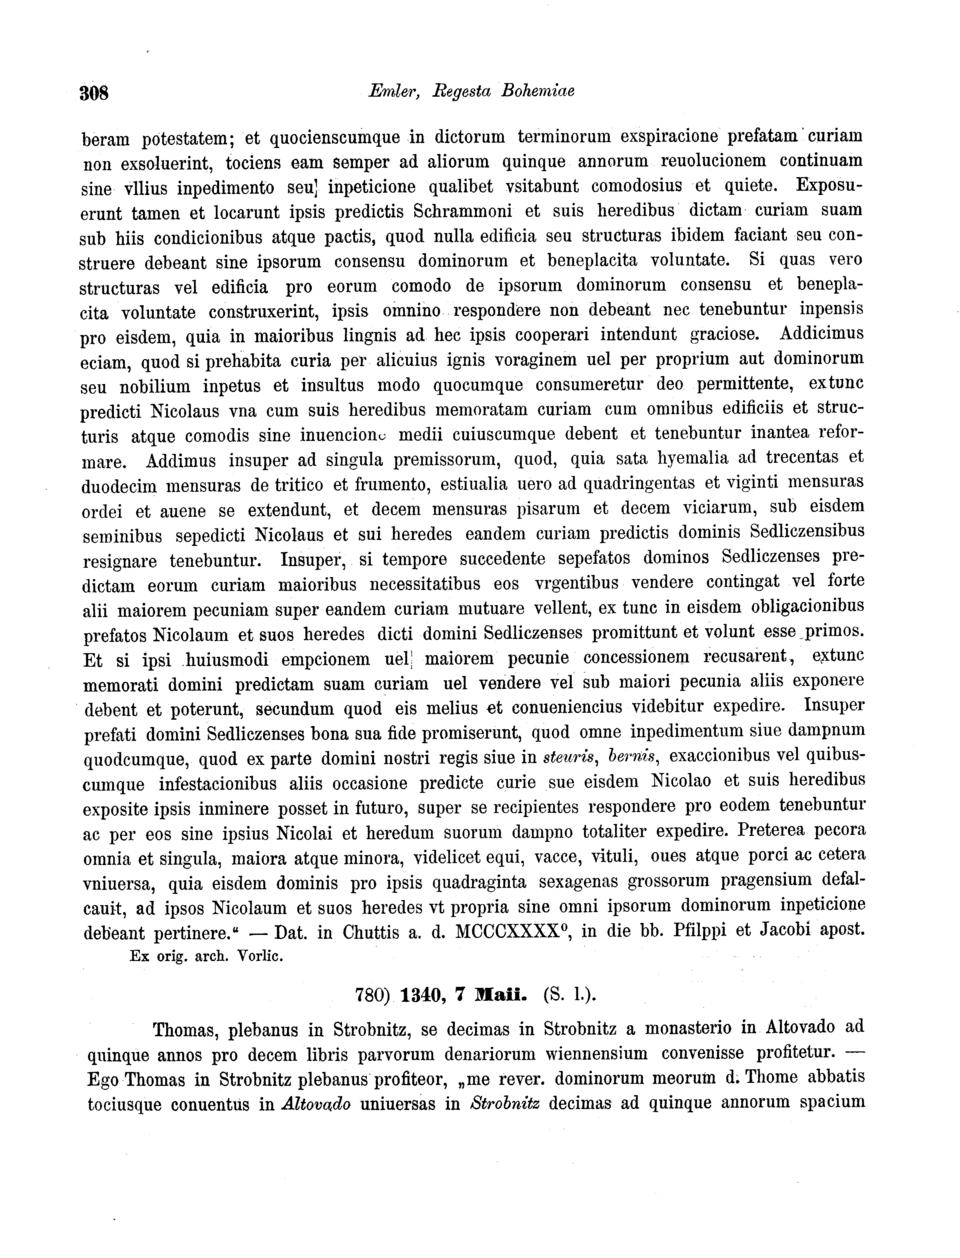 308 Emler, Regesta Bohemiae
beram potestatem; et quocienscumque in dictorum terminorum exspiracione prefatam curiam
non exsoluerint, tociens eam semper ad aliorum quinque annorum reuolucionem continuam
sine vllius inpedimento seu] inpeticione qualibet vsitabunt comodosius et quiete. Exposu-
erunt tamen et locarunt ipsis predictis Schrammoni et suis heredibus dictam curiam suam
sub hiis condicionibus atque pactis, quod nulla edificia seu structuras ibidem faciant seu con-
struere debeant sine ipsorum consensu dominorum et beneplacita voluntate. Si quas vero
structuras vel edificia pro eorum comodo de ipsorum dominorum consensu et benepla-
cita voluntate construxerint, ipsis omnino respondere non debeant nec tenebuntur inpensis
pro eisdem, quia in maioribus lingnis ad hec ipsis cooperari intendunt graciose. Addicimus
eciam, quod si prehabita curia per alicuius ignis voraginem uel per proprium aut dominorum
seu nobilium inpetus et insultus modo quocumque consumeretur deo permittente, extunc
predicti Nicolaus vna cum suis heredibus memoratam curiam cum omnibus edificiis et struc-
turis atque comodis sine inuencione medii cuiuscumque debent et tenebuntur inantea refor-
mare. Addimus insuper ad singula premissorum, quod, quia sata hyemalia ad trecentas et
duodecim mensuras de tritico et frumento, estiualia uero ad quadringentas et viginti mensuras
ordei et auene se extendunt, et decem mensuras pisarum et decem viciarum, sub eisdem
seminibus sepedicti Nicolaus et sui heredes eandem curiam predictis dominis Sedliczensibus
resignare tenebuntur. Insuper, si tempore succedente sepefatos dominos Sedliczenses pre-
dictam eorum curiam maioribus necessitatibus eos vrgentibus vendere contingat vel forte
alii maiorem pecuniam super eandem curiam mutuare vellent, ex tunc in eisdem obligacionibus
prefatos Nicolaum et suos heredes dicti domini Sedliczenses promittunt et volunt esse primos.
Et si ipsi huiusmodi empcionem uel maiorem pecunie concessionem recusarent, extunc
memorati domini predictam suam curiam uel vendere vel sub maiori pecunia aliis exponere
debent et poterunt, secundum quod eis melius et conueniencius videbitur expedire. Insuper
prefati domini Sedliczenses bona sua fide promiserunt, quod omne inpedimentum siue dampnum
quodcumque, quod ex parte domini nostri regis siue in steuris, bernis, exaccionibus vel quibus-
cumque infestacionibus aliis occasione predicte curie sue eisdem Nicolao et suis heredibus
exposite ipsis inminere posset in futuro, super se recipientes respondere pro eodem tenebuntur
ac per eos sine ipsius Nicolai et heredum suorum dampno totaliter expedire. Preterea pecora
omnia et singula, maiora atque minora, videlicet equi, vacce, vituli, oues atque porci ac cetera
vniuersa, quia eisdem dominis pro ipsis quadraginta sexagenas grossorum pragensium defal-
cauit, ad ipsos Nicolaum et suos heredes vt propria sine omni ipsorum dominorum inpeticione
debeant pertinere.“ — Dat. in Chuttis a. d. MCCCXXXX⁰, in die bb. Pfilppi et Jacobi apost.
Ex orig. arch. Vorlic.
780) 1340, 7 Maii. (S. l.).
Thomas, plebanus in Strobnitz, se decimas in Strobnitz a monasterio in Altovado ad
quinque annos pro decem libris parvorum denariorum wiennensium convenisse profitetur. —
Ego Thomas in Strobnitz plebanus profiteor, „me rever. dominorum meorum d. Thome abbatis
tociusque conuentus in Altovado uniuersas in Strobnitz decimas ad quinque annorum spacium